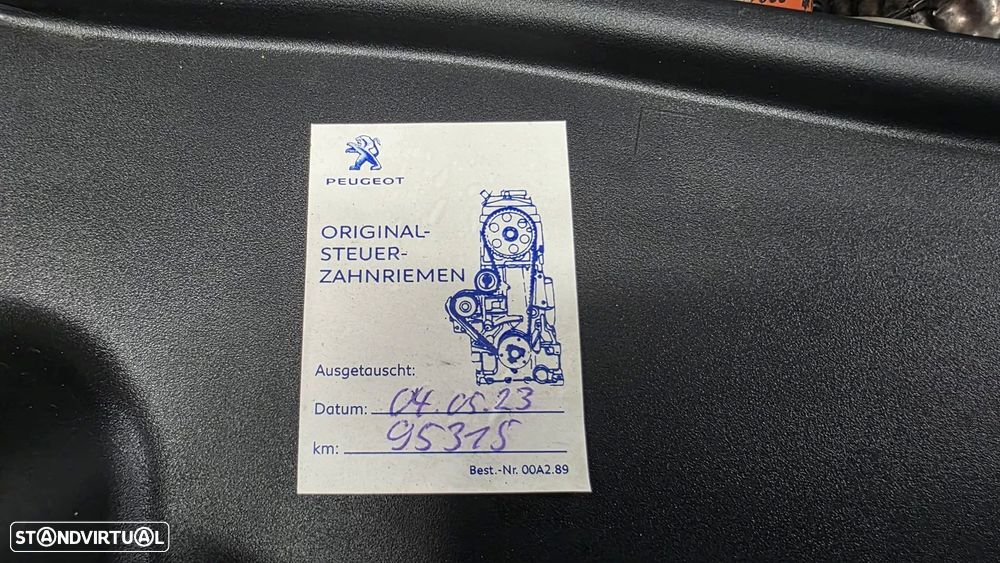 PEUGEOT
ORIGINAL-
STEUER-
ZAHNRIEMEN
Ausgetauscht:
Datum: 04.05.23
km: 95315
Best.-Nr. 00A2.89
STANDVIRTUAL